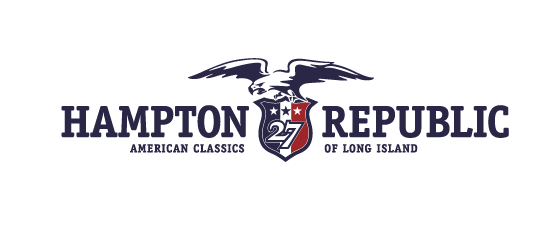 HAMPTON 27 REPUBLIC
AMERICAN CLASSICS OF LONG ISLAND